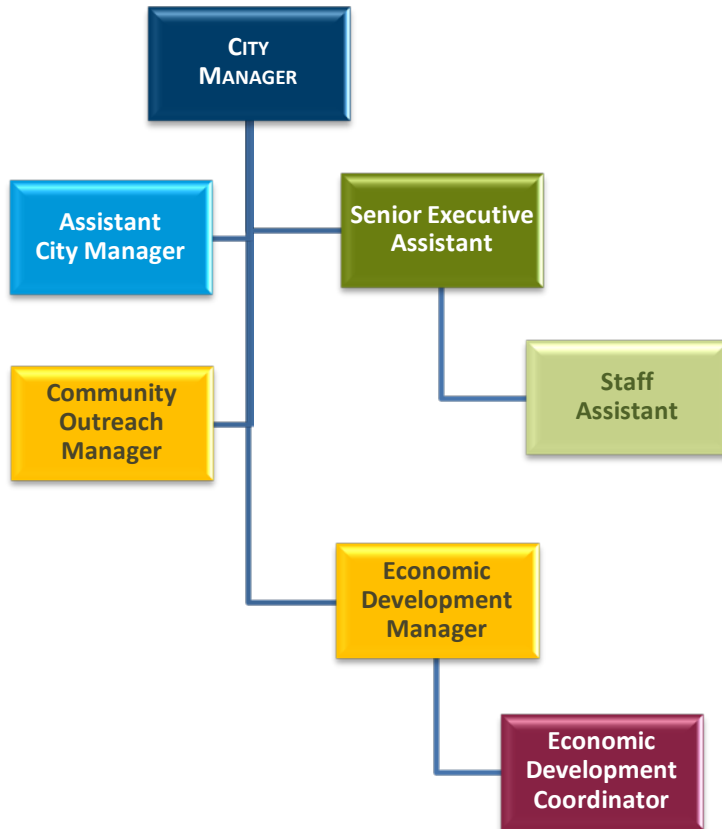 CITY
MANAGER
Assistant
City Manager
Senior Executive
Assistant
Community
Outreach
Manager
Staff
Assistant
Economic
Development
Manager
Economic
Development
Coordinator